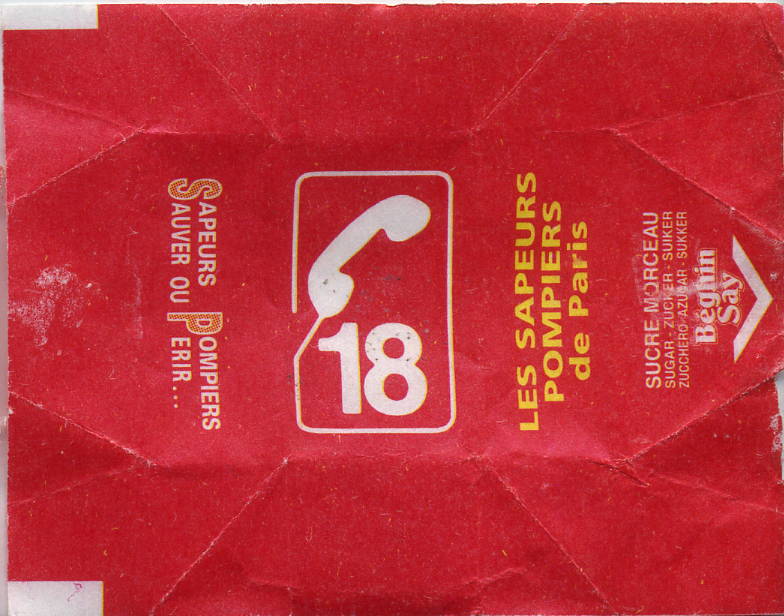 SAPEURS POMPIERS
SAUVER OU PERIR...
18
LES SAPEURS
POMPIERS
de Paris
SUCRE MORCEAU
SUGAR · ZUCKER · SUIKER
ZUCCHERO · AZUCAR · SUKKER
Béghin
Say